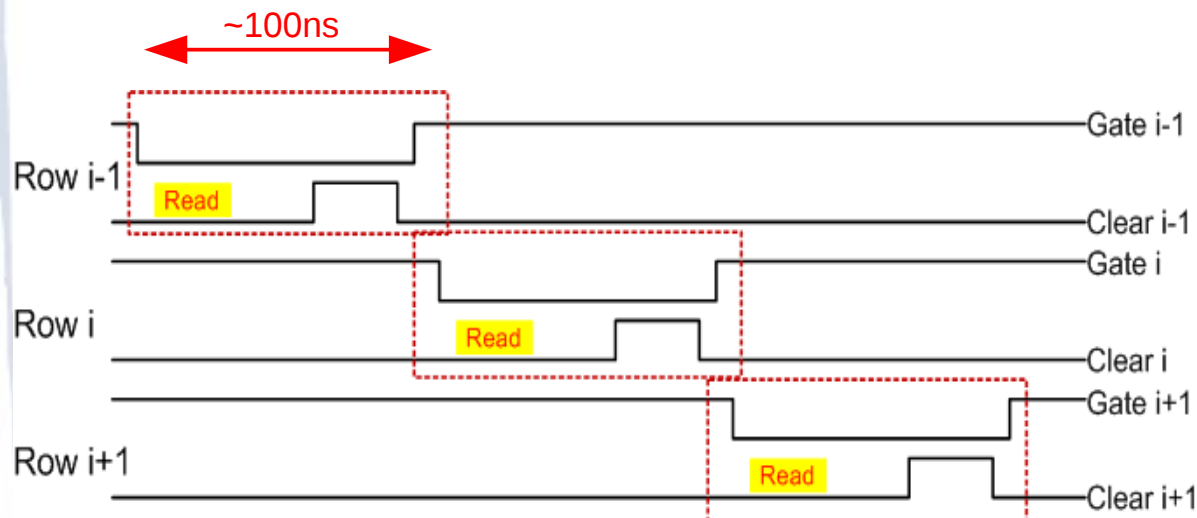 ~100ns
Gate i-1
Row i-1
Read
Clear i-1
Gate i
Row i
Read
Clear i
Gate i+1
Row i+1
Read
Clear i+1